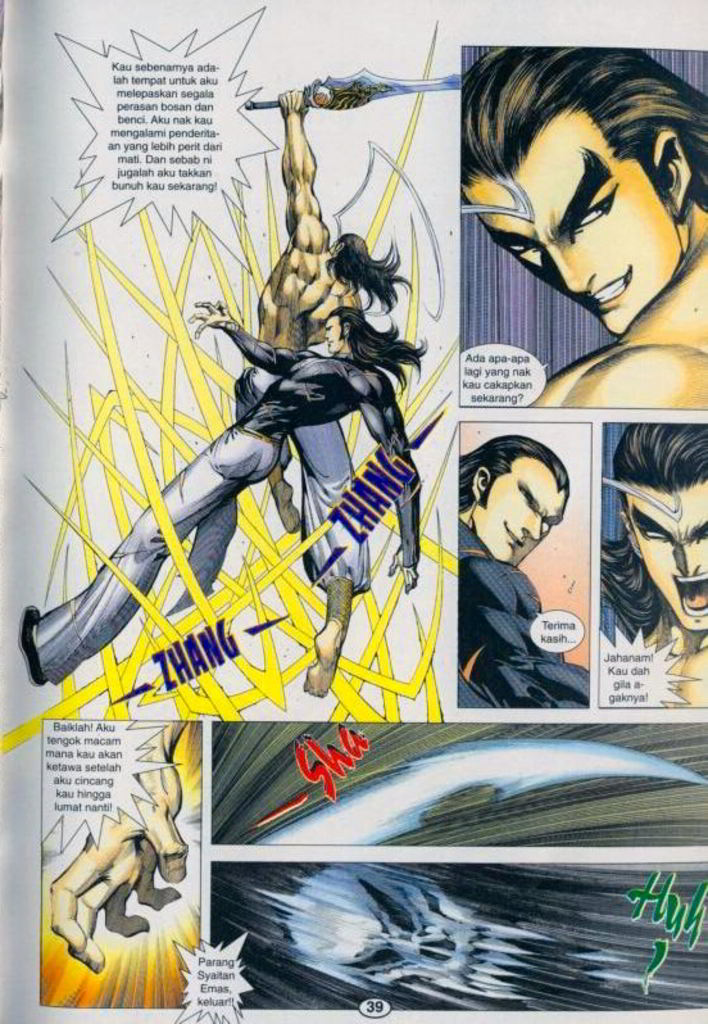 Kau sebenarnya ada-
lah tempat untuk aku
melepaskan segala
perasan bosan dan
benci. Aku nak kau
mengalami penderita-
an yang lebih perit dari
mati. Dan sebab ni
jugalah aku takkan
bunuh kau sekarang!
Ada apa-apa
lagi yang nak
kau cakapkan
sekarang?
ZHANG
ZHANG
Terima
kasih...
Jahanam!
Kau dah
gila a-
gaknya!
Baiklah! Aku
tengok macam
mana kau akan
ketawa setelah
aku cincang
kau hingga
lumat nanti!
Sha
Parang
Syaitan
Emas,
keluar!!
Huh
39